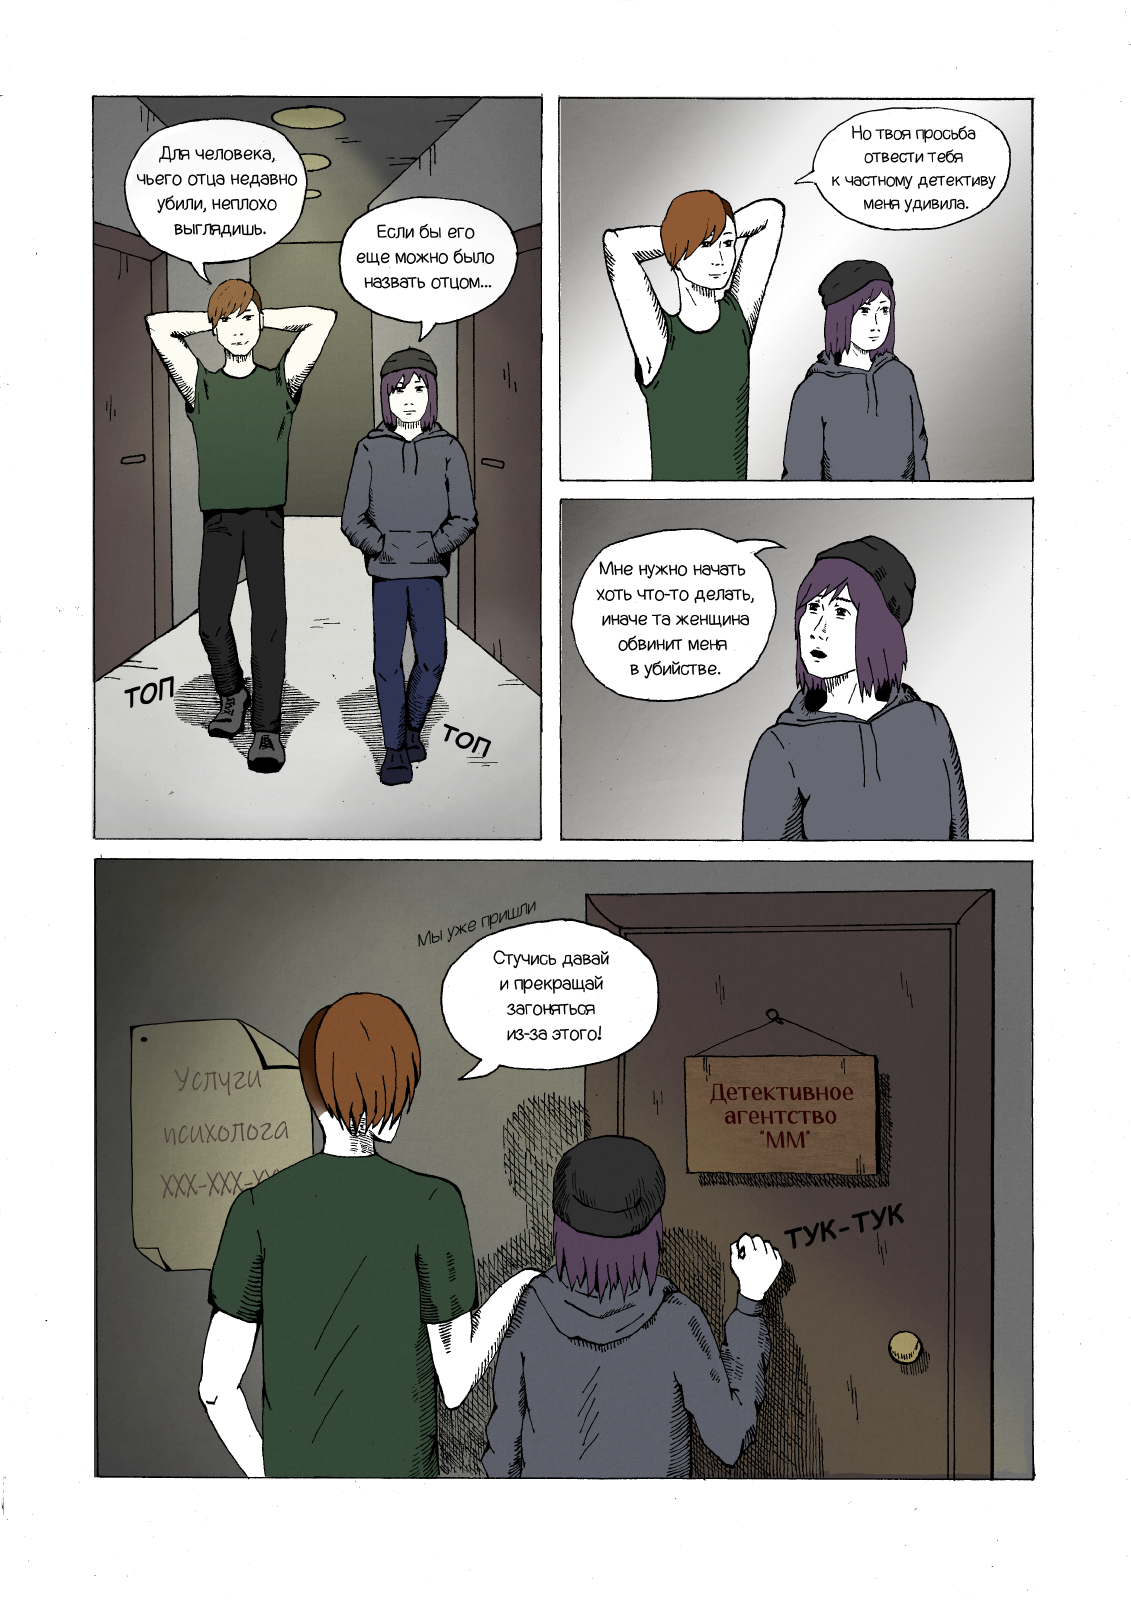 Для человека,
чьего отца недавно
убили, неплохо
выглядишь.
Если бы его
еще можно было
назвать отцом...
ТОП
ТОП
Но твоя просьба
отвести тебя
к частному детективу
меня удивила.
Мне нужно начать
хоть что-то делать,
иначе та женщина
обвинит меня
в убийстве.
Мы уже пришли
Стучись давай
и прекращай
загоняться
из-за этого!
Услуги
психолога
XXX-XXX-XX
Детективное
агентство
"ММ"
ТУК-ТУК